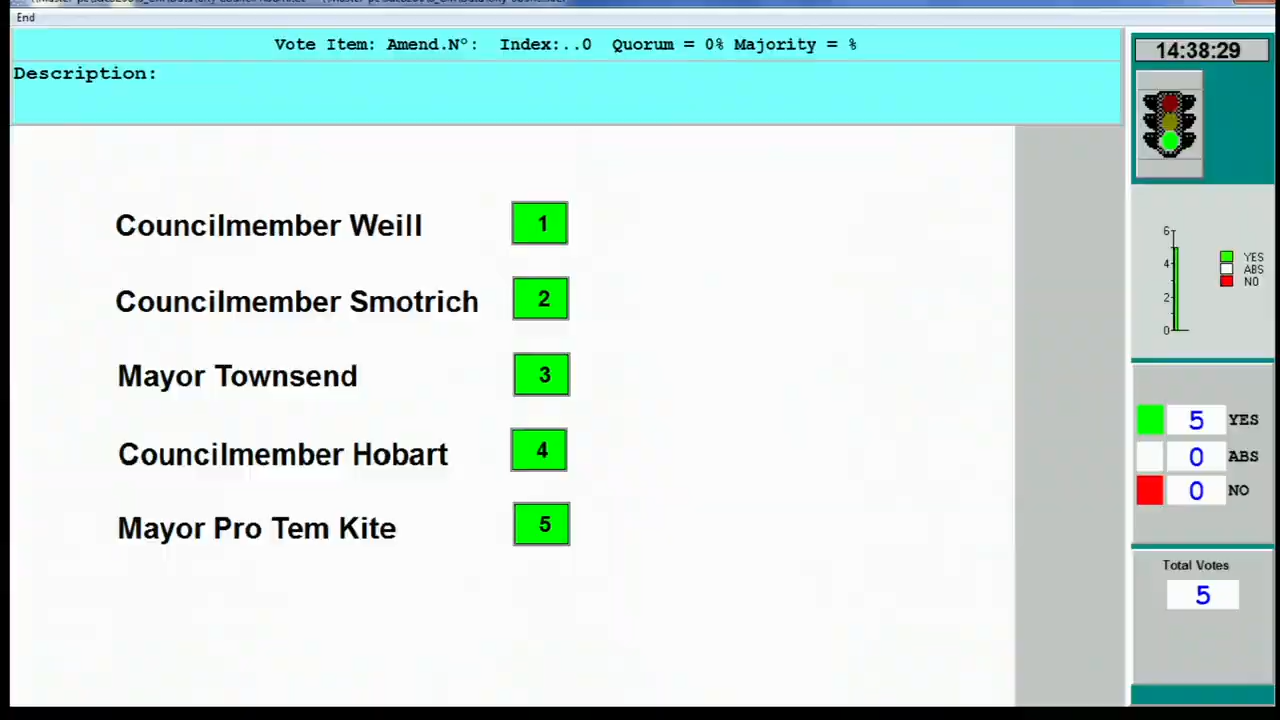 End
Vote Item: Amend.N°: Index:..0 Quorum = 0% Majority = %
Description:
14:38:29
Councilmember Weill 1
Councilmember Smotrich 2
Mayor Townsend 3
Councilmember Hobart 4
Mayor Pro Tem Kite 5
6
4
2
0
YES
ABS
NO
5 YES
0 ABS
0 NO
Total Votes
5